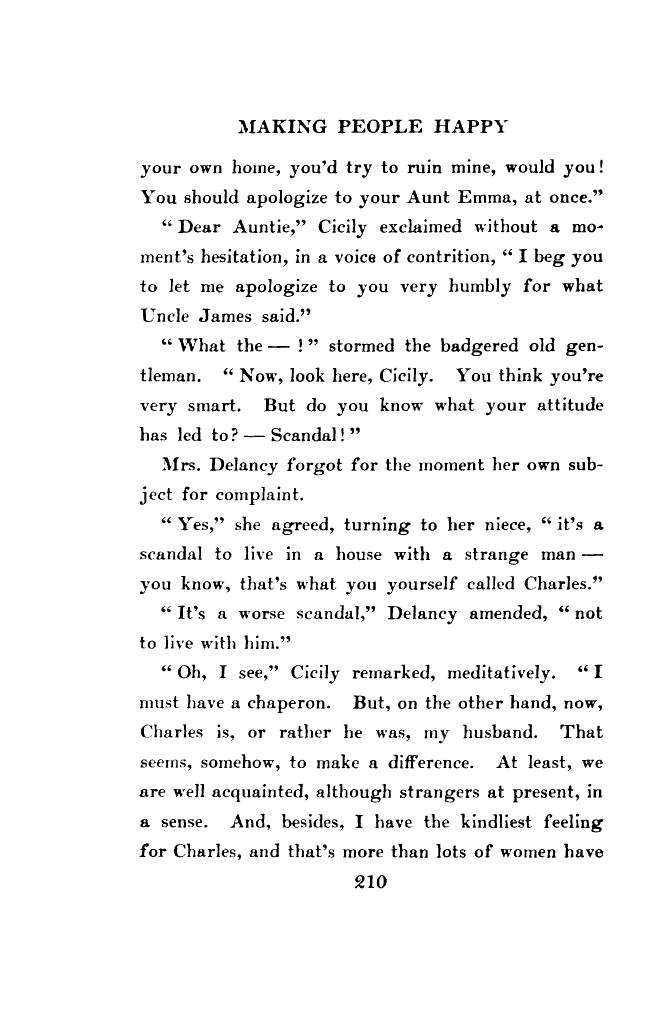 MAKING PEOPLE HAPPY
your own home, you'd try to ruin mine, would you!
You should apologize to your Aunt Emma, at once."
" Dear Auntie," Cicily exclaimed without a mo-
ment's hesitation, in a voice of contrition, " I beg you
to let me apologize to you very humbly for what
Uncle James said."
" What the — ! " stormed the badgered old gen-
tleman. " Now, look here, Cicily. You think you're
very smart. But do you know what your attitude
has led to? — Scandal! "
Mrs. Delancy forgot for the moment her own sub-
ject for complaint.
" Yes," she agreed, turning to her niece, " it's a
scandal to live in a house with a strange man —
you know, that's what you yourself called Charles."
" It's a worse scandal," Delancy amended, " not
to live with him."
" Oh, I see," Cicily remarked, meditatively. " I
must have a chaperon. But, on the other hand, now,
Charles is, or rather he was, my husband. That
seems, somehow, to make a difference. At least, we
are well acquainted, although strangers at present, in
a sense. And, besides, I have the kindliest feeling
for Charles, and that's more than lots of women have
210